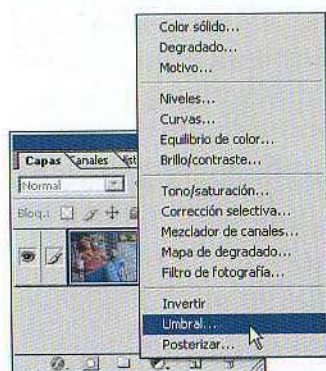 Color sólido...
Degradado...
Motivo...
Niveles...
Curvas...
Equilibrio de color...
Brillo/contraste...
Tono/saturación...
Corrección selectiva...
Mezclador de canales...
Mapa de degradado...
Filtro de fotografía...
Invertir
Umbral...
Posterizar...
Capas Canales
Normal
Bloq.: